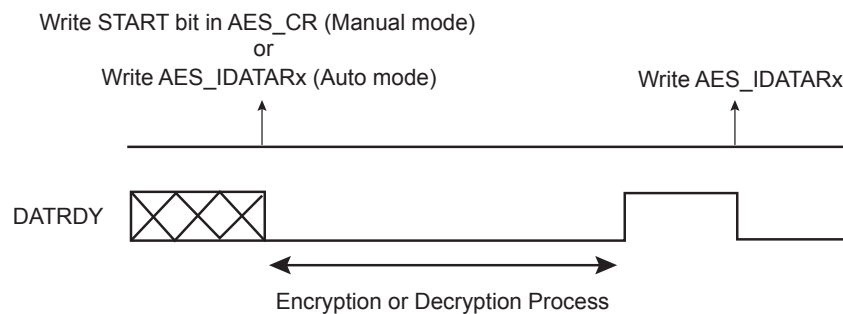 Write START bit in AES_CR (Manual mode)
or
Write AES_IDATARx (Auto mode)
Write AES_IDATARx
DATRDY
Encryption or Decryption Process